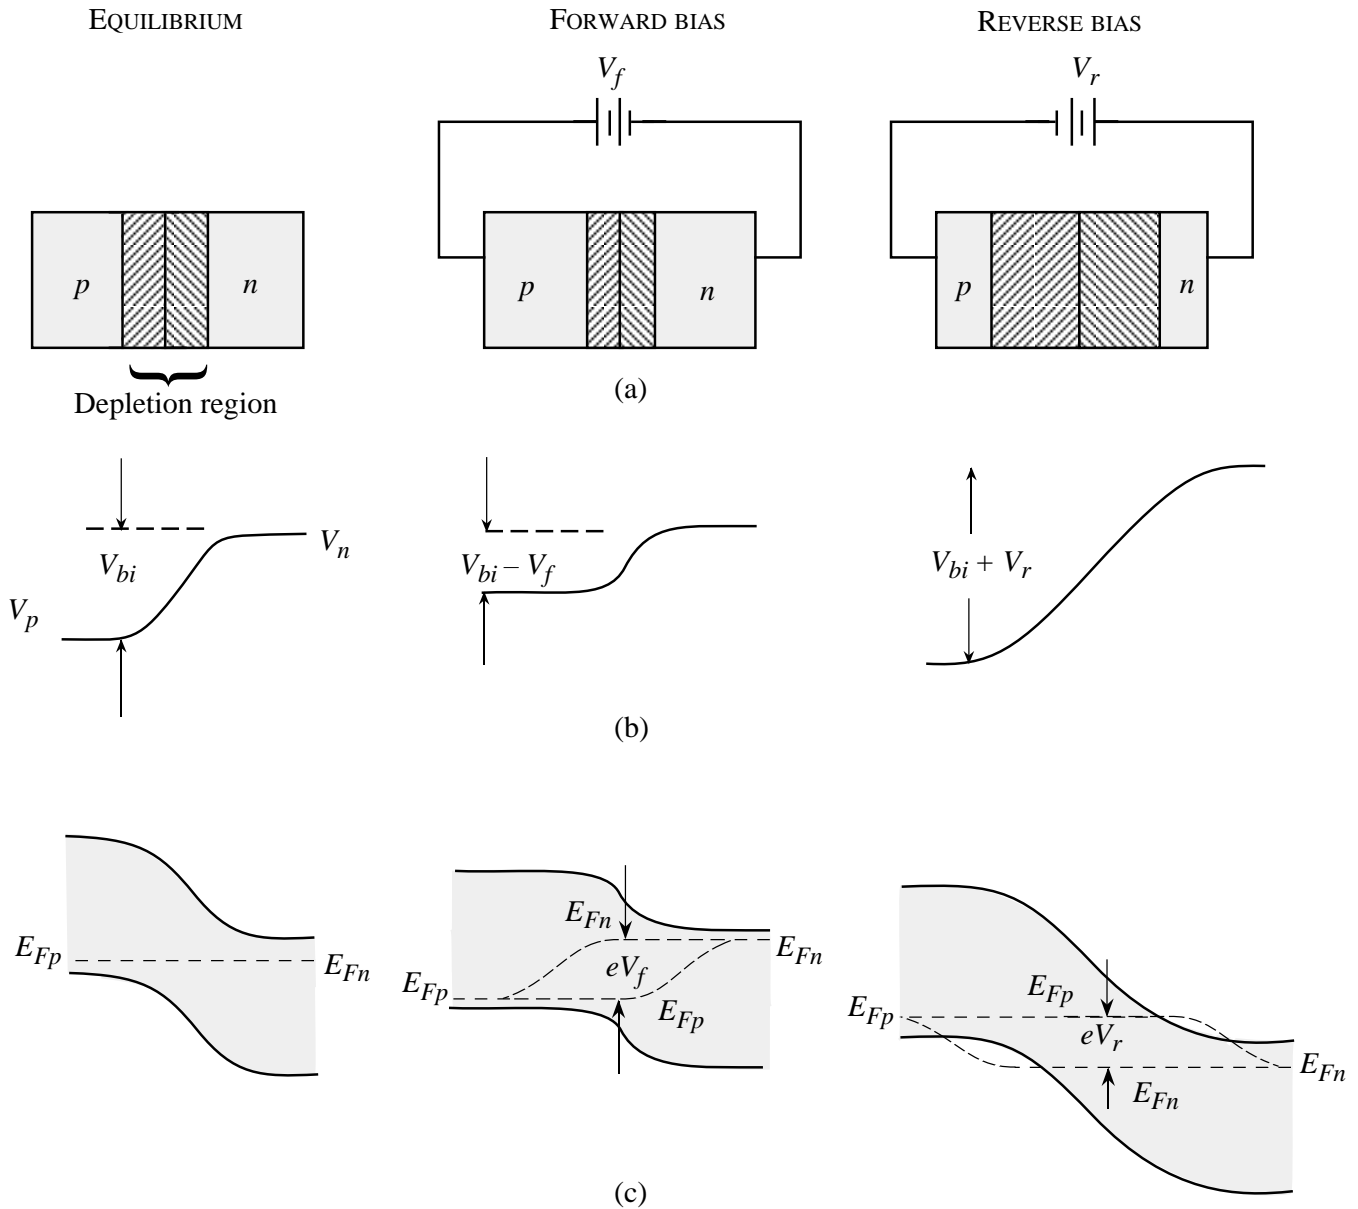 EQUILIBRIUM
FORWARD BIAS
REVERSE BIAS
V_f
V_r
p
n
p
n
p
n
Depletion region
(a)
V_bi
V_n
V_p
V_bi – V_f
V_bi + V_r
(b)
E_Fp
E_Fn
E_Fn
E_Fn
eV_f
E_Fp
E_Fp
E_Fp
E_Fp
eV_r
E_Fn
E_Fn
(c)